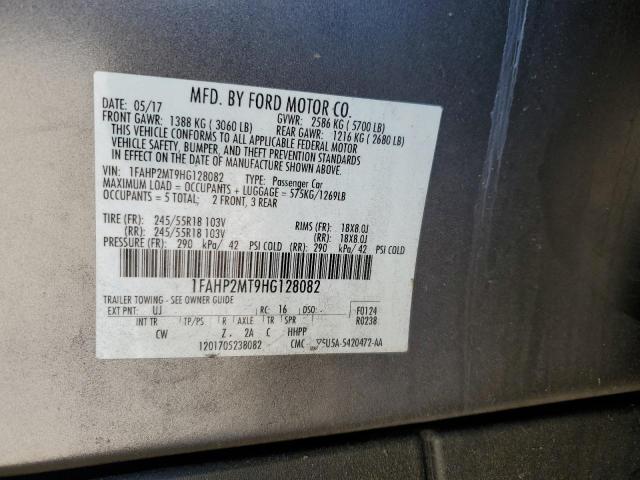 MFD. BY FORD MOTOR CO.
DATE: 05/17 GVWR: 2586 KG ( 5700 LB)
FRONT GAWR: 1388 KG ( 3060 LB) REAR GAWR: 1216 KG ( 2680 LB)
THIS VEHICLE CONFORMS TO ALL APPLICABLE FEDERAL MOTOR
VEHICLE SAFETY, BUMPER, AND THEFT PREVENTION STANDARDS
IN EFFECT ON THE DATE OF MANUFACTURE SHOWN ABOVE.
VIN: 1FAHP2MT9HG128082 TYPE: Passenger Car
MAXIMUM LOAD = OCCUPANTS + LUGGAGE = 575KG/1269LB
OCCUPANTS = 5 TOTAL; 2 FRONT, 3 REAR
TIRE (FR): 245/55R18 103V RIMS (FR): 18X8.0J
(RR): 245/55R18 103V (RR): 18X8.0J
PRESSURE (FR): 290 kPa/ 42 PSI COLD (RR): 290 kPa/ 42 PSI COLD
1FAHP2MT9HG128082
TRAILER TOWING - SEE OWNER GUIDE
EXT PNT: UJ RC: 16 DSO: F0124
INT TR TP/PS R AXLE TR SPR R0238
CW Z. 2A C HHPP
1201705238082 CMC 5U5A-5420472-AA